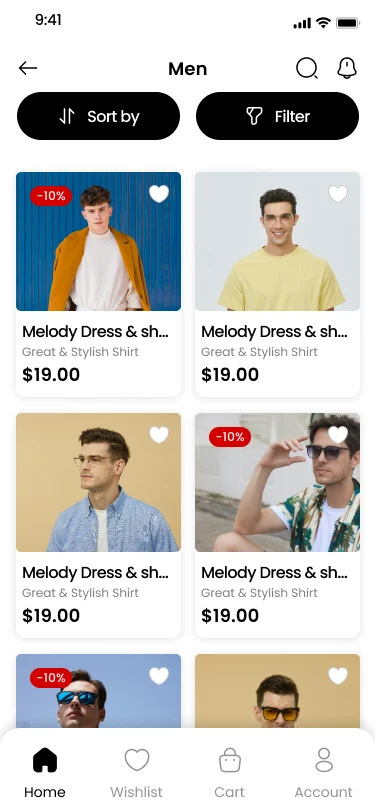 9:41
Men
Sort by
Filter
-10%
Melody Dress & sh...
Great & Stylish Shirt
$19.00
Melody Dress & sh...
Great & Stylish Shirt
$19.00
-10%
Melody Dress & sh...
Great & Stylish Shirt
$19.00
Melody Dress & sh...
Great & Stylish Shirt
$19.00
-10%
Home
Wishlist
Cart
Account